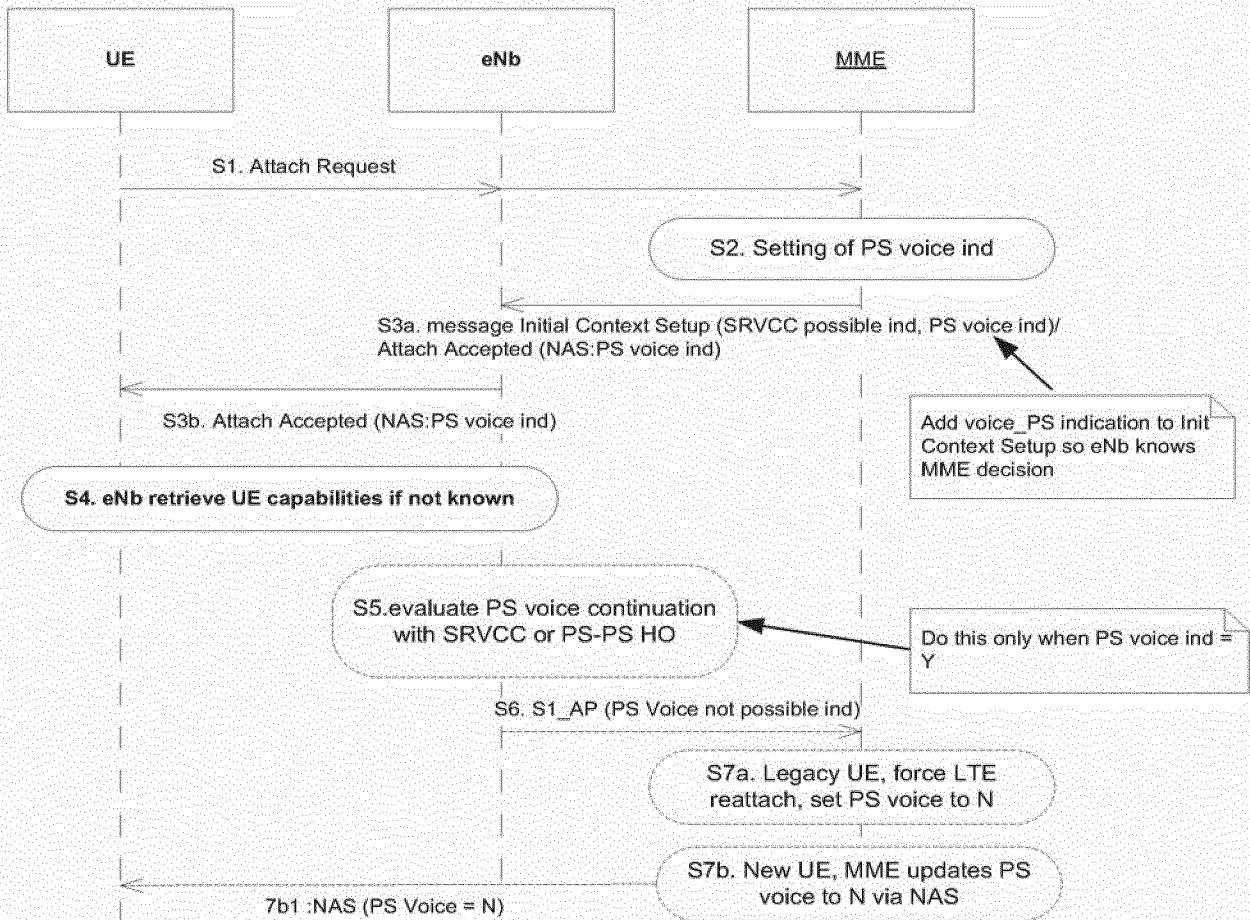 UE
eNb
MME
S1. Attach Request
S2. Setting of PS voice ind
S3a. message Initial Context Setup (SRVCC possible ind, PS voice ind)/
Attach Accepted (NAS:PS voice ind)
S3b. Attach Accepted (NAS:PS voice ind)
Add voice_PS indication to Init
Context Setup so eNb knows
MME decision
S4. eNb retrieve UE capabilities if not known
S5.evaluate PS voice continuation
with SRVCC or PS-PS HO
Do this only when PS voice ind =
Y
S6. S1_AP (PS Voice not possible ind)
S7a. Legacy UE, force LTE
reattach, set PS voice to N
S7b. New UE, MME updates PS
voice to N via NAS
7b1 :NAS (PS Voice = N)